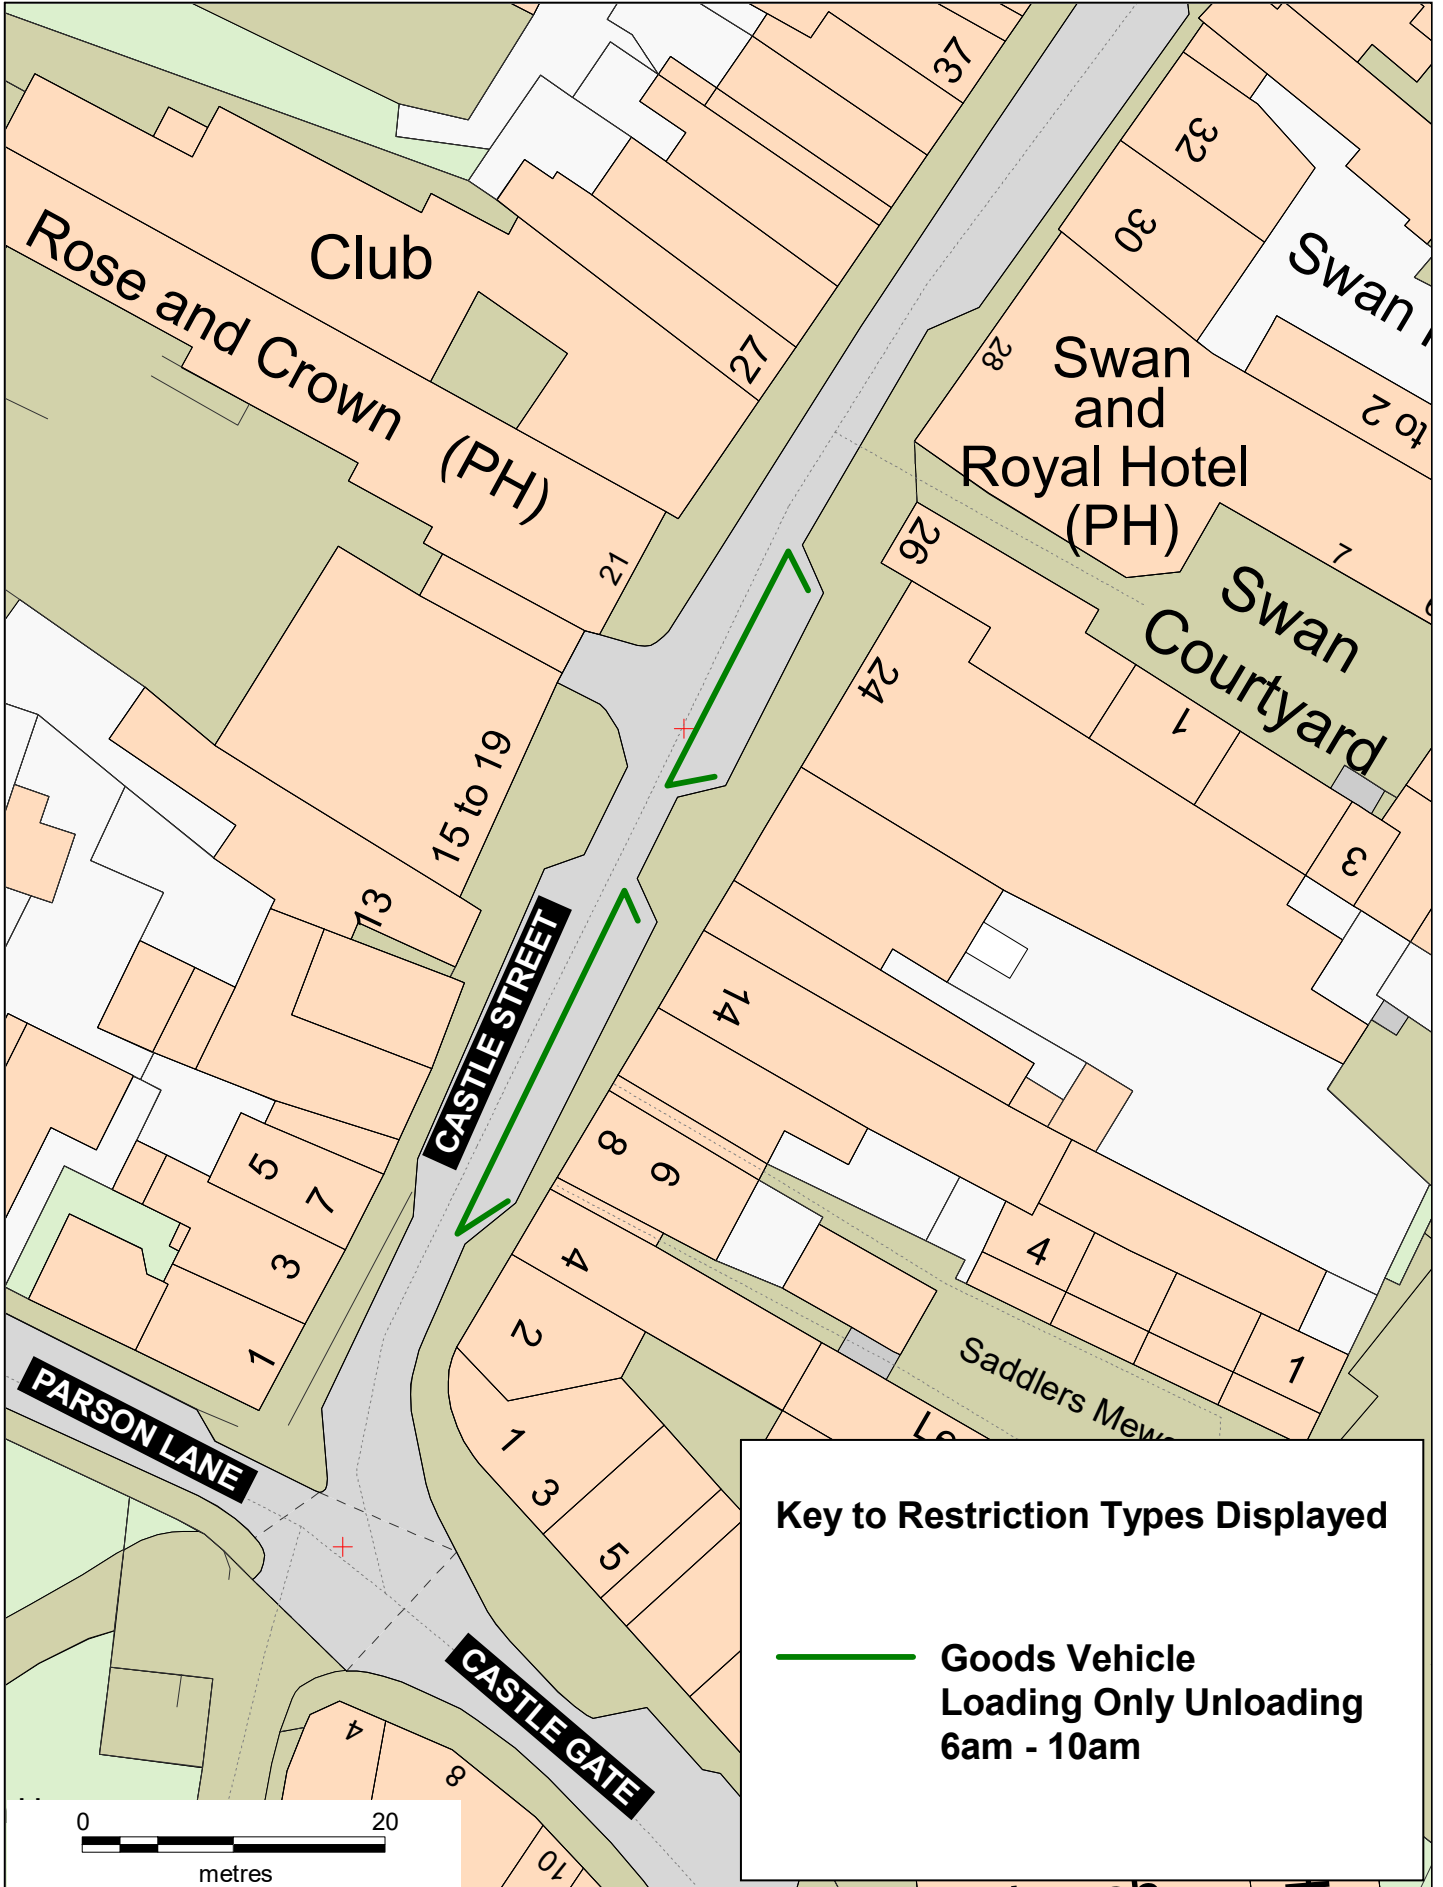 37
32
30
Club
Rose and Crown (PH)
Swan
27
28
Swan
and
Royal Hotel
(PH)
to 2
7
26
21
Swan
Courtyard
24
1
15 to 19
3
13
CASTLE STREET
14
8
6
5
7
4
3
4
2
1
Saddlers Mews
1
PARSON LANE
1
3
5
CASTLE GATE
4
8
10
0 20
metres
Key to Restriction Types Displayed
Goods Vehicle
Loading Only Unloading
6am - 10am